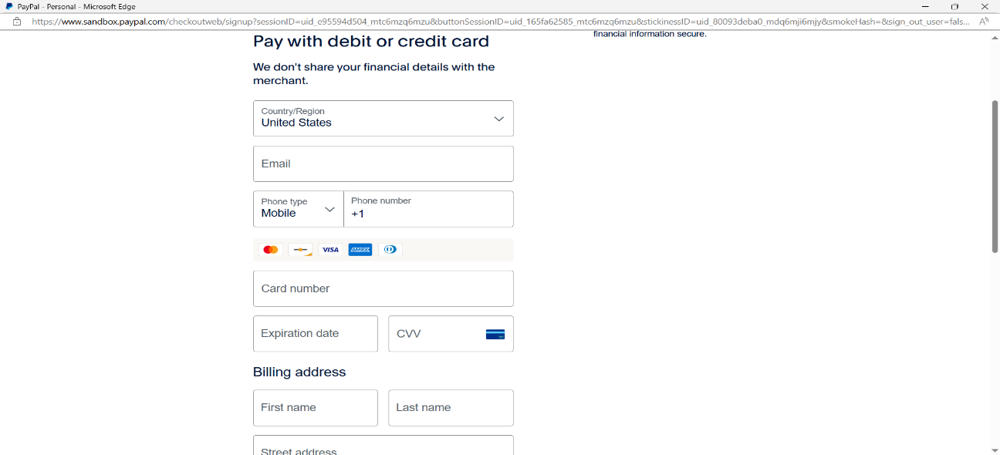 PayPal - Personal - Microsoft Edge
https://www.sandbox.paypal.com/checkoutweb/signup?sessionID=uid_e95594d504_mtc6mzq6mzu&buttonSessionID=uid_165fa62585_mtc6mzq6mzu&stickinessID=uid_80093deba0_mdq6mji6mjy&smokeHash=&sign_out_user=fals...
financial information secure.
Pay with debit or credit card
We don't share your financial details with the
merchant.
Country/Region
United States
Email
Phone type
Mobile
Phone number
+1
VISA AMEX
Card number
Expiration date
CVV
Billing address
First name
Last name
Street address